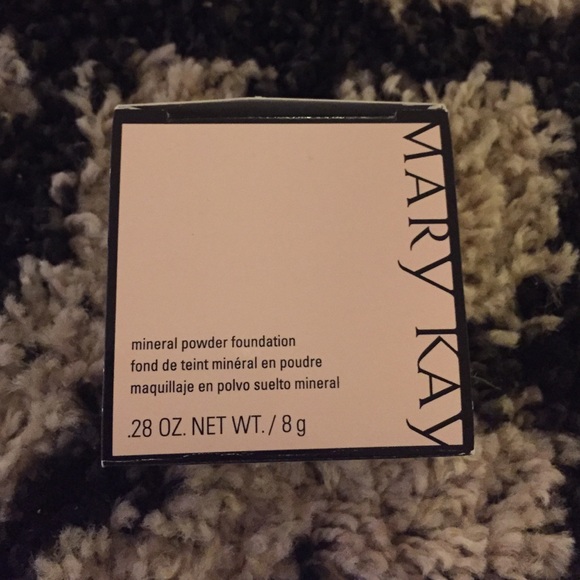 MARY KAY
mineral powder foundation
fond de teint minéral en poudre
maquillaje en polvo suelto mineral
.28 OZ. NET WT. / 8 g